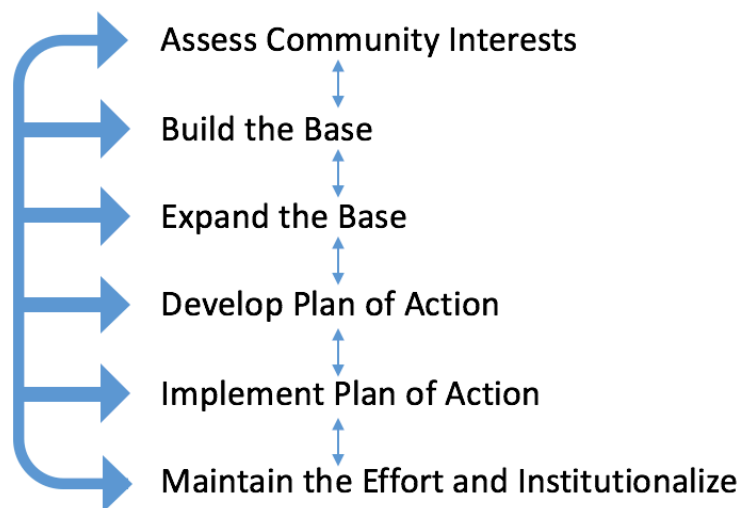 Assess Community Interests
Build the Base
Expand the Base
Develop Plan of Action
Implement Plan of Action
Maintain the Effort and Institutionalize